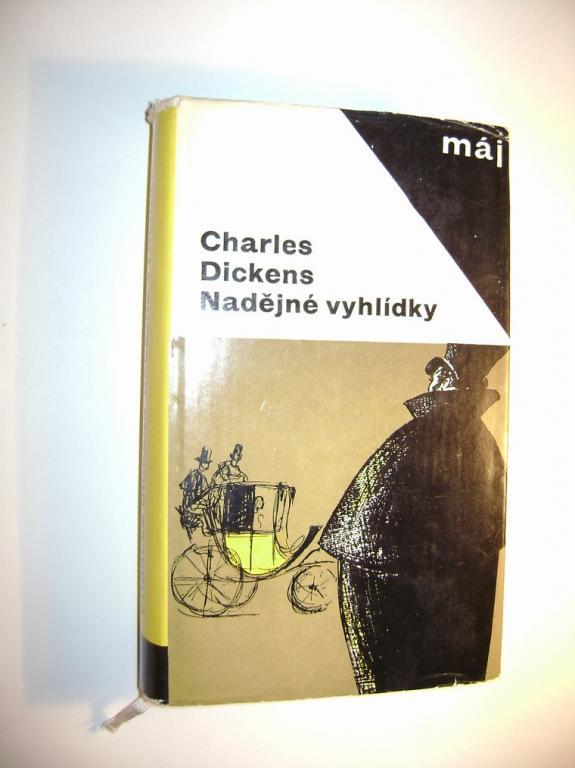 máj
Charles
Dickens
Nadějné vyhlídky